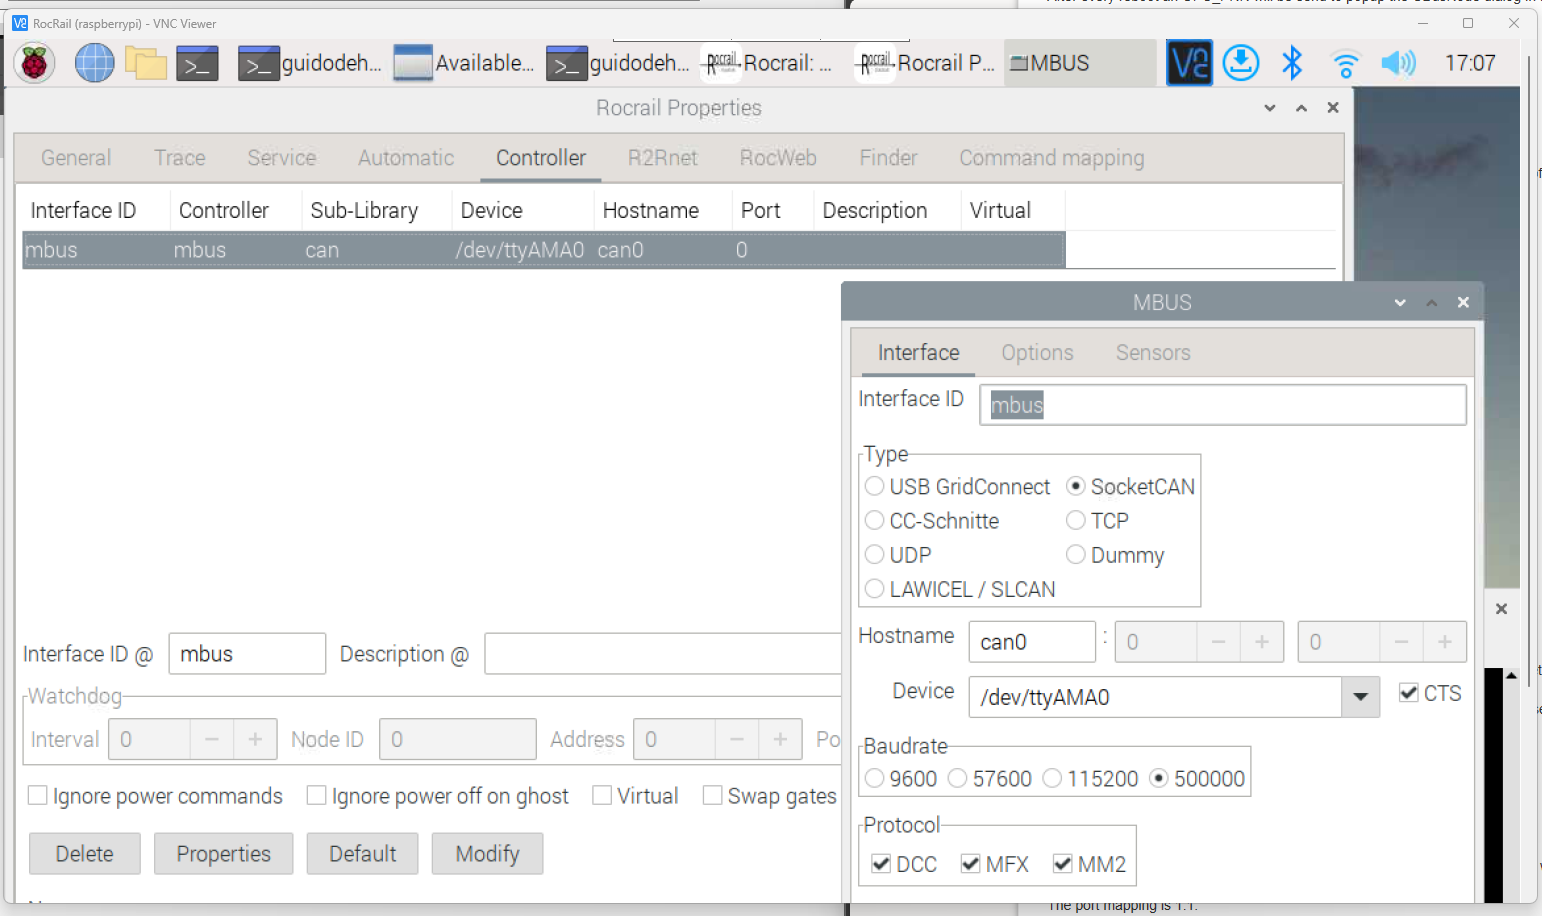 RocRail (raspberrypi) - VNC Viewer
guidodeh... Available... guidodeh... Rocrail Rocrail: ... Rocrail Rocrail P... MBUS 17:07
Rocrail Properties
General Trace Service Automatic Controller R2Rnet RocWeb Finder Command mapping
Interface ID Controller Sub-Library Device Hostname Port Description Virtual
mbus mbus can /dev/ttyAMA0 can0 0
MBUS
Interface Options Sensors
Interface ID mbus
Type
USB GridConnect SocketCAN
CC-Schnitte TCP
UDP Dummy
LAWICEL / SLCAN
Hostname can0 : 0 − + 0 − +
Device /dev/ttyAMA0 CTS
Baudrate
9600 57600 115200 500000
Protocol
DCC MFX MM2
Interface ID @ mbus Description @
Watchdog
Interval 0 − + Node ID 0 Address 0 − + Po
Ignore power commands Ignore power off on ghost Virtual Swap gates
Delete Properties Default Modify
The port mapping is 1:1.